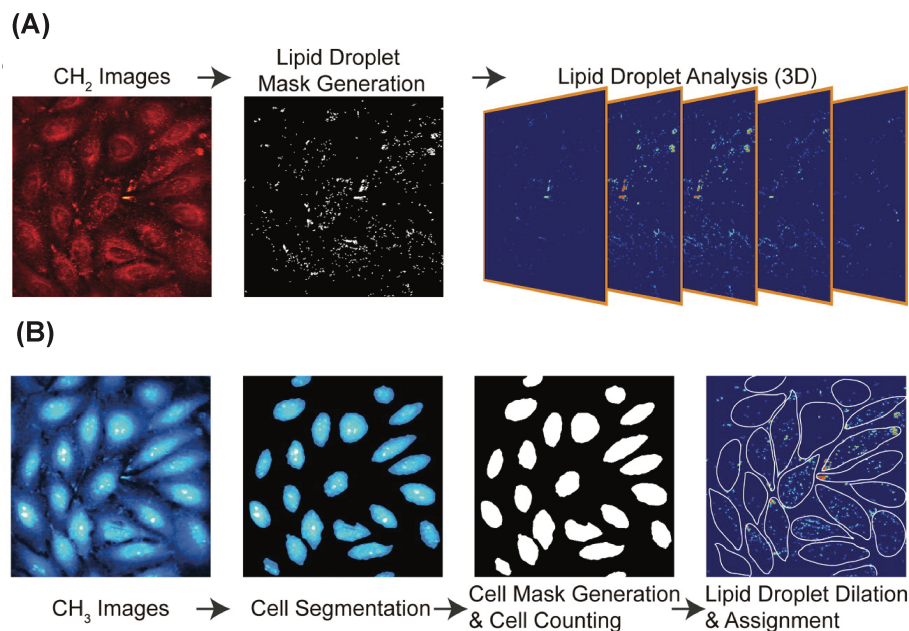 (A)
CH₂ Images
Lipid Droplet
Mask Generation
Lipid Droplet Analysis (3D)
(B)
CH₃ Images
Cell Segmentation
Cell Mask Generation
& Cell Counting
Lipid Droplet Dilation
& Assignment